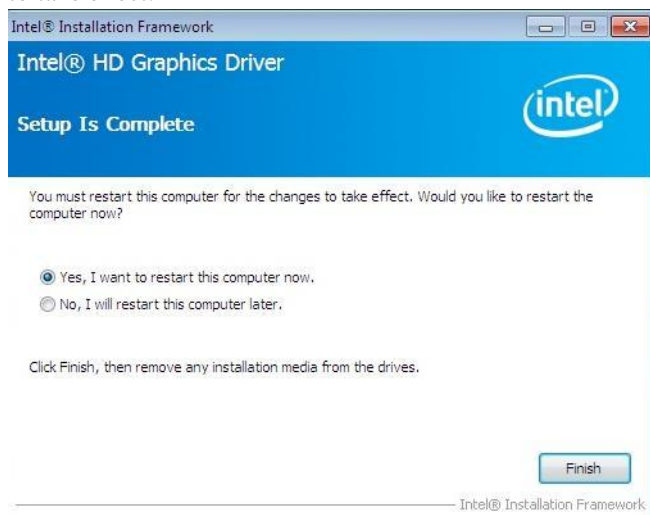 Intel® Installation Framework
Intel® HD Graphics Driver
intel
Setup Is Complete
You must restart this computer for the changes to take effect. Would you like to restart the
computer now?
Yes, I want to restart this computer now.
No, I will restart this computer later.
Click Finish, then remove any installation media from the drives.
Finish
Intel® Installation Framework